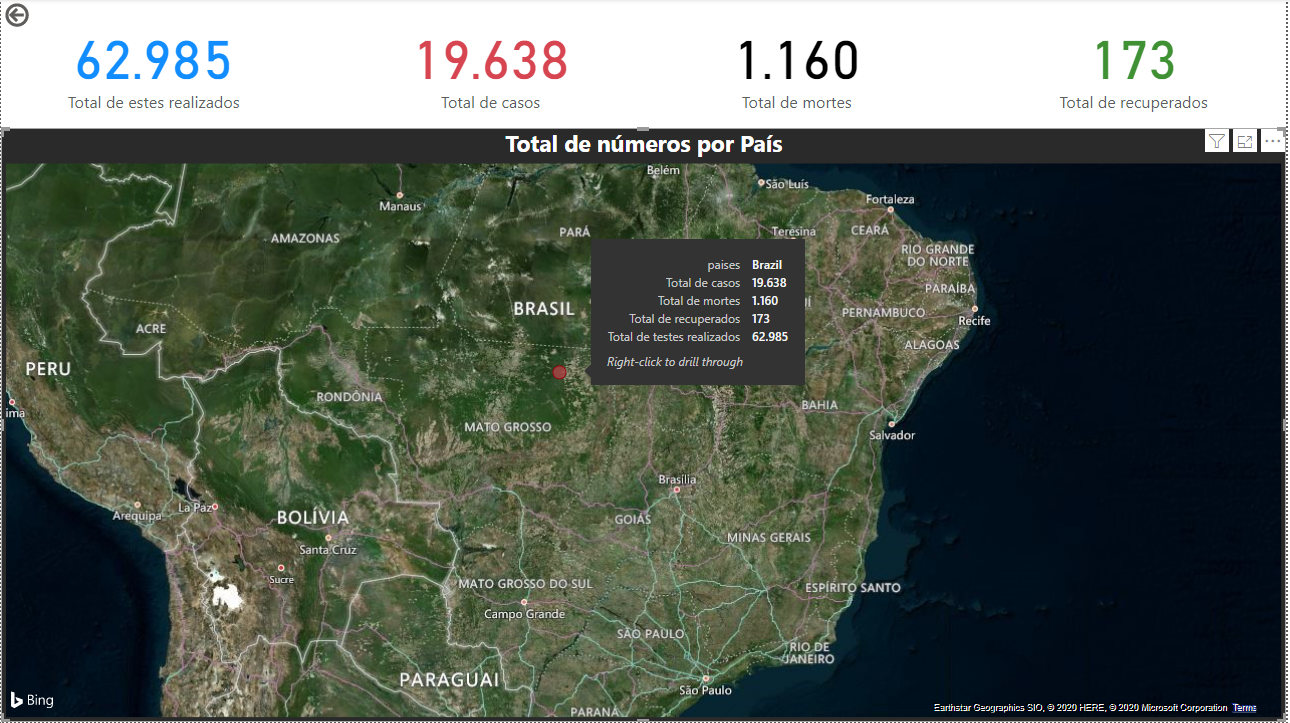 62.985
19.638
1.160
173
Total de estes realizados
Total de casos
Total de mortes
Total de recuperados
Total de números por País
Belém
São Luís
Manaus
Fortaleza
PARÁ
Teresina
CEARÁ
AMAZONAS
RIO GRANDE
DO NORTE
paises Brazil
Total de casos 19.638
Total de mortes 1.160
Total de recuperados 173
Total de testes realizados 62.985
Right-click to drill through
PARAÍBA
BRASIL
PERNAMBUCO
Recife
ACRE
ALAGOAS
PERU
RONDÔNIA
BAHIA
ima
MATO GROSSO
Salvador
Brasília
La Paz
Arequipa
BOLÍVIA
GOIÁS
MINAS GERAIS
Santa Cruz
Sucre
MATO GROSSO DO SUL
ESPÍRITO SANTO
Campo Grande
SÃO PAULO
RIO DE
JANEIRO
PARAGUAI
São Paulo
Bing
PARANÁ
Earthstar Geographics SIO, © 2020 HERE, © 2020 Microsoft Corporation Terms